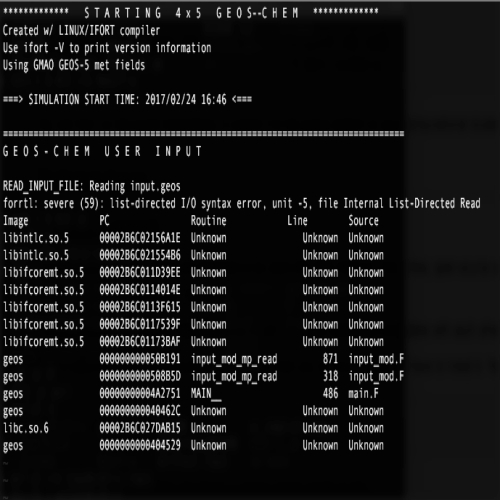 ************* S T A R T I N G 4 x 5 G E O S--C H E M *************
Created w/ LINUX/IFORT compiler
Use ifort -V to print version information
Using GMAO GEOS-5 met fields
===> SIMULATION START TIME: 2017/02/24 16:46 <===
===============================================================================
G E O S - C H E M U S E R I N P U T
READ_INPUT_FILE: Reading input.geos
forrtl: severe (59): list-directed I/O syntax error, unit -5, file Internal List-Directed Read
Image PC Routine Line Source
libintlc.so.5 00002B6C02156A1E Unknown Unknown Unknown
libintlc.so.5 00002B6C021554B6 Unknown Unknown Unknown
libifcoremt.so.5 00002B6C011D39EE Unknown Unknown Unknown
libifcoremt.so.5 00002B6C0114014E Unknown Unknown Unknown
libifcoremt.so.5 00002B6C0113F615 Unknown Unknown Unknown
libifcoremt.so.5 00002B6C0117539F Unknown Unknown Unknown
libifcoremt.so.5 00002B6C01173BAF Unknown Unknown Unknown
geos 000000000050B191 input_mod_mp_read 871 input_mod.F
geos 0000000000508B5D input_mod_mp_read 318 input_mod.F
geos 00000000004A2751 MAIN__ 486 main.F
geos 000000000040462C Unknown Unknown Unknown
libc.so.6 00002B6C027DAB15 Unknown Unknown Unknown
geos 0000000000404529 Unknown Unknown Unknown
~
~
~